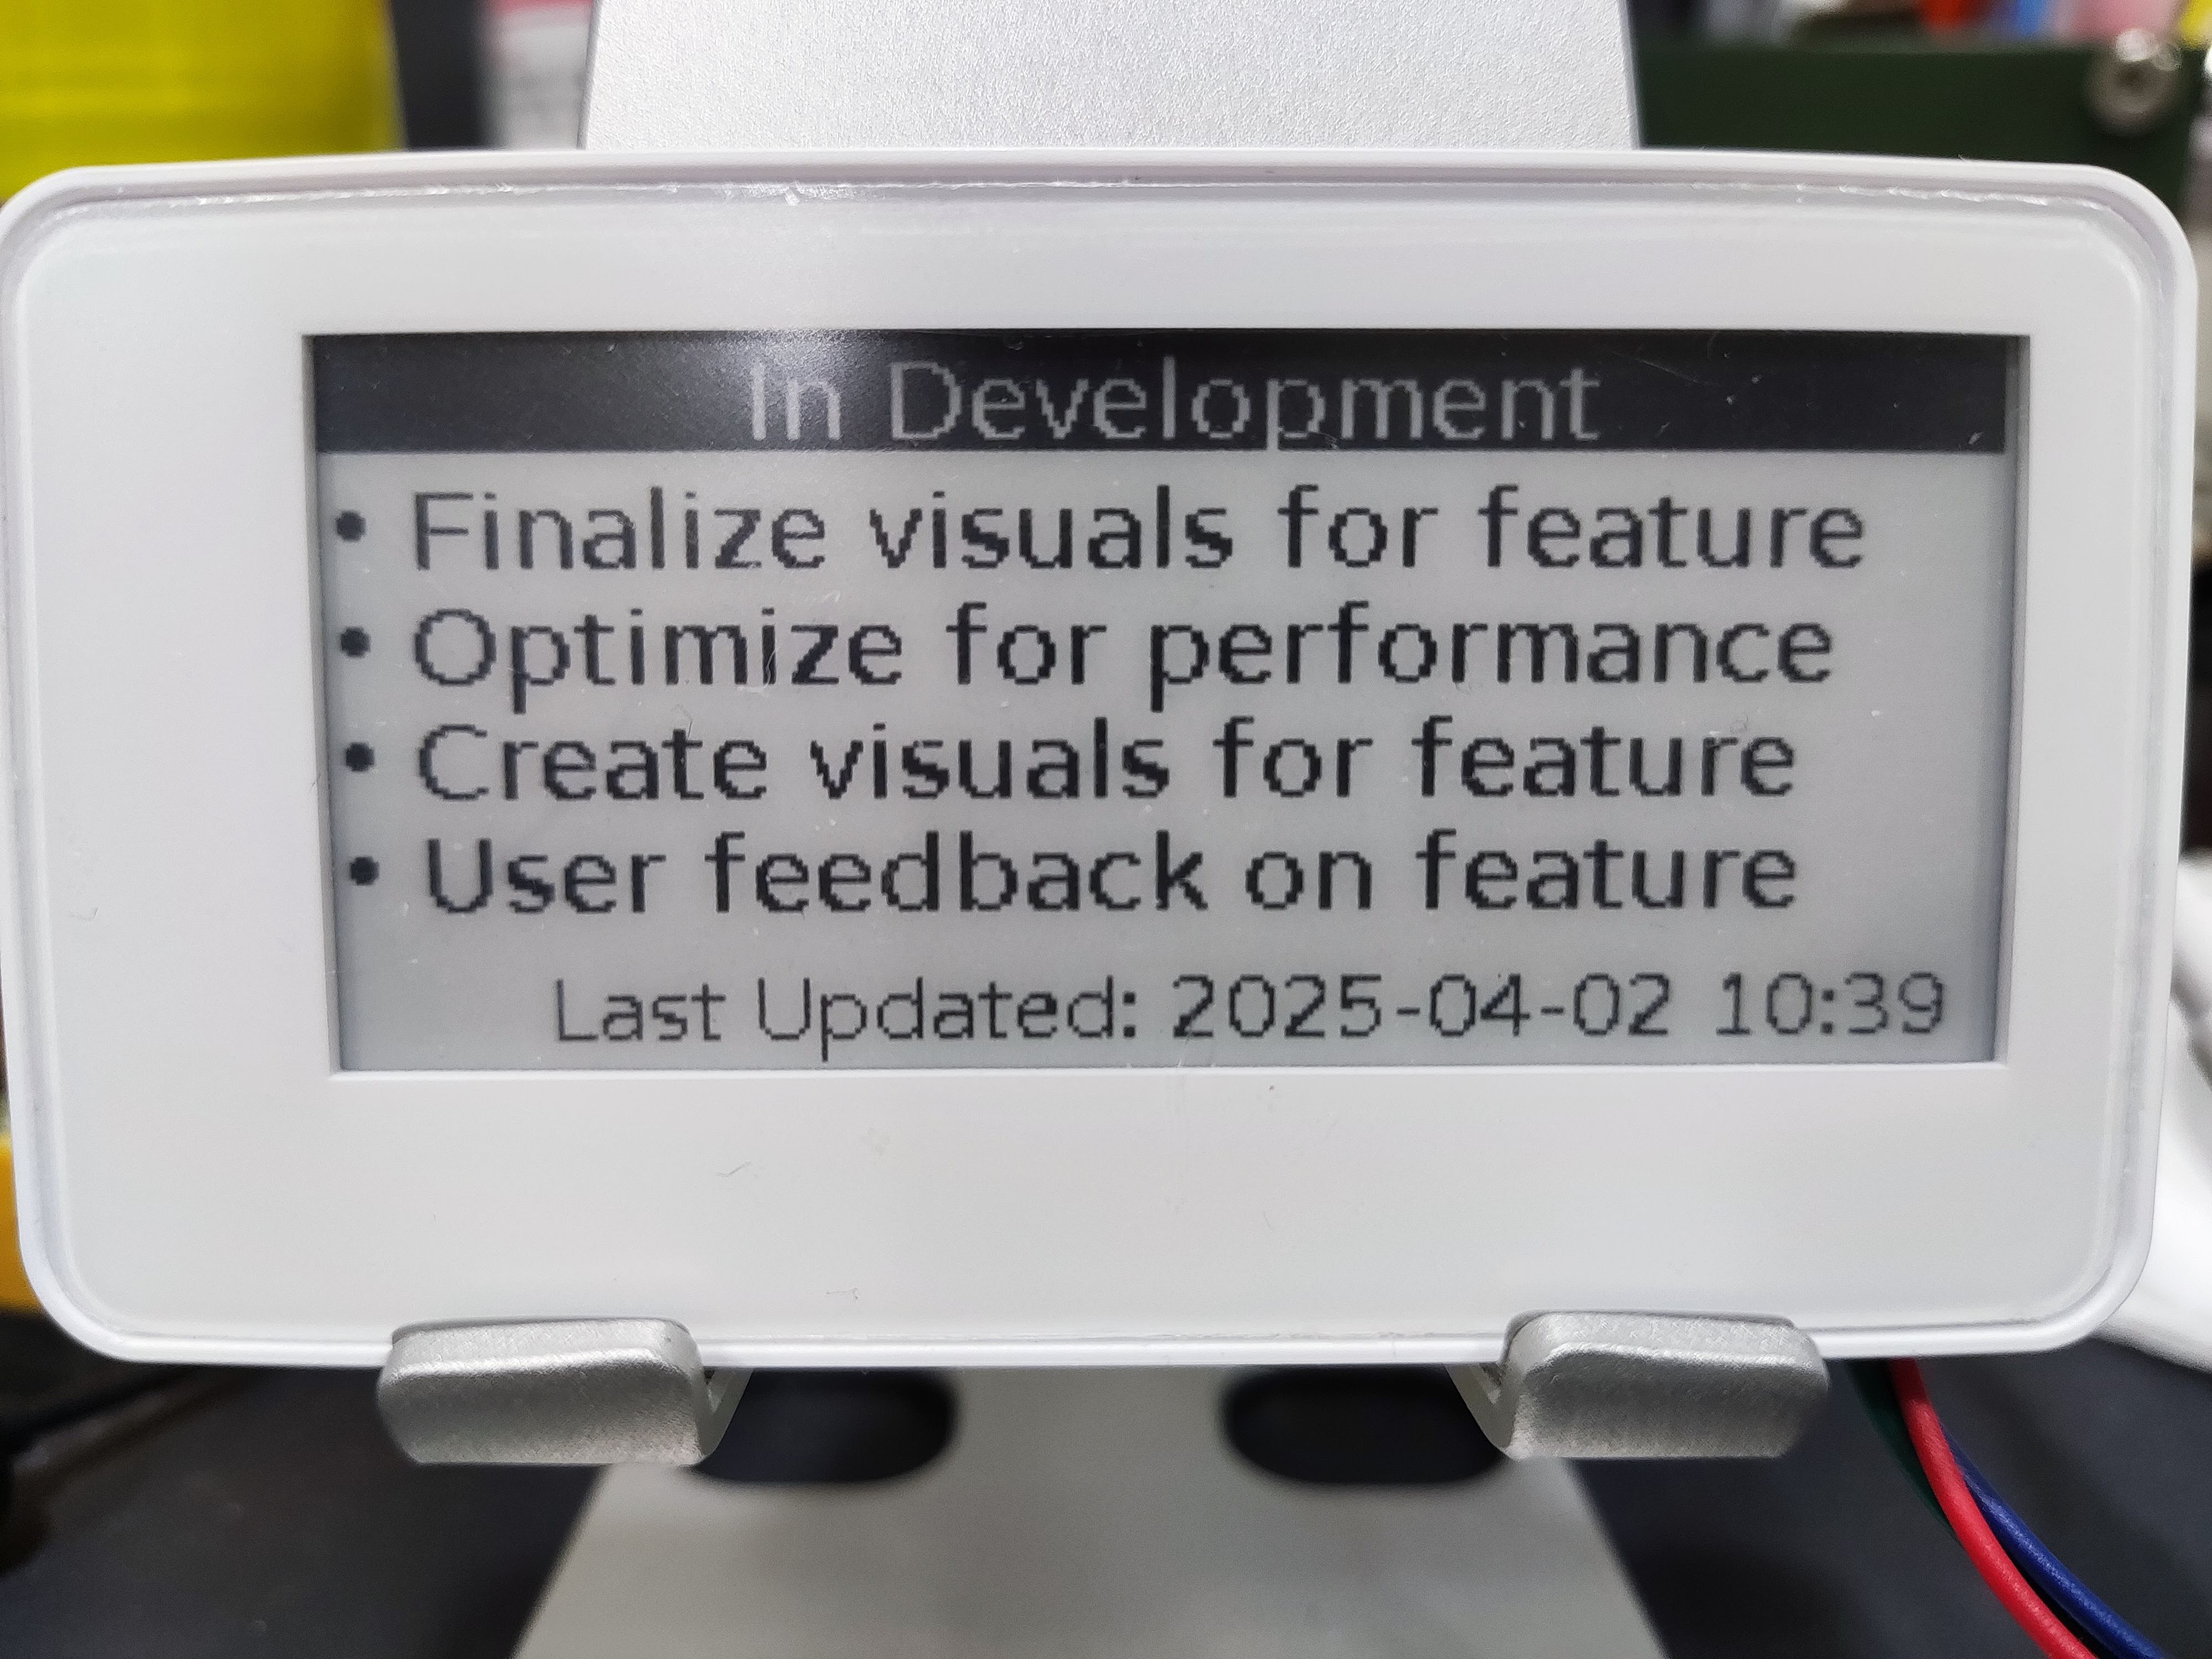 In Development
• Finalize visuals for feature
• Optimize for performance
• Create visuals for feature
• User feedback on feature
Last Updated: 2025-04-02 10:39